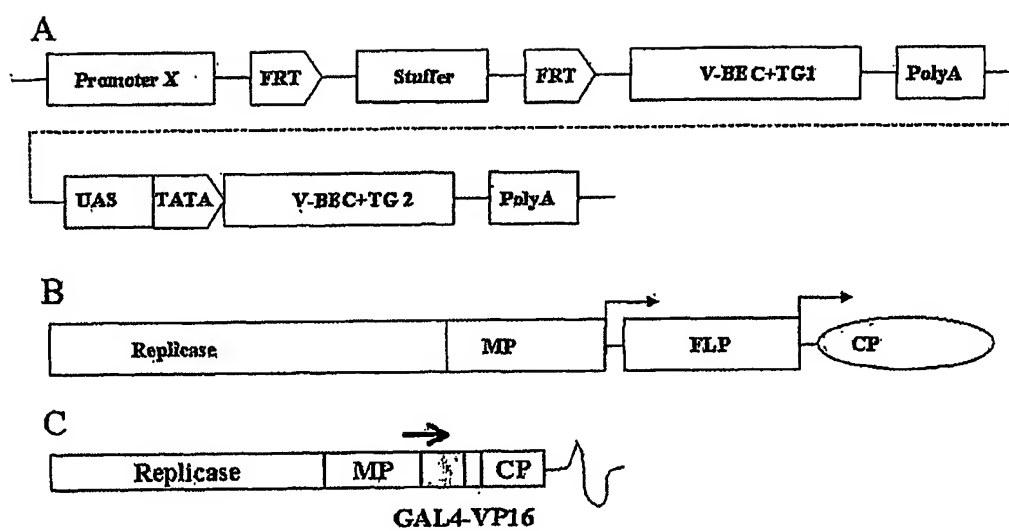 A
Promoter X FRT Stuffer FRT V-BEC+TG1 PolyA
UAS TATA V-BEC+TG 2 PolyA
B
Replicase MP FLP CP
C
Replicase MP CP
GAL4-VP16